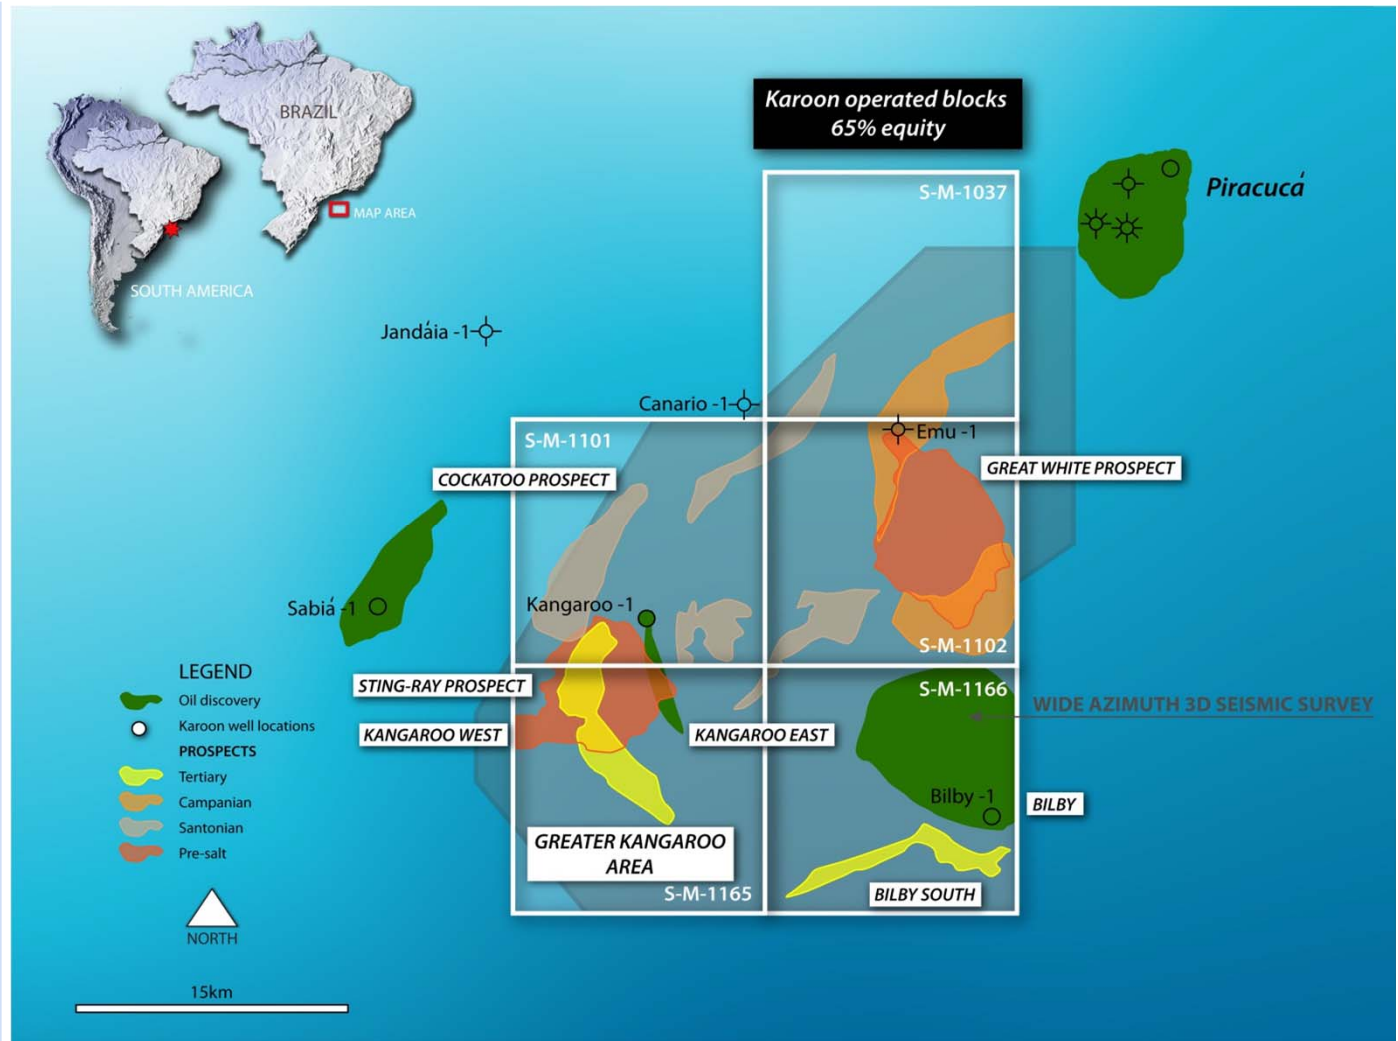 BRAZIL
MAP AREA
SOUTH AMERICA
Karoon operated blocks
65% equity
S-M-1037
Piracucá
Jandáia -1
Canario -1
S-M-1101
Emu -1
COCKATOO PROSPECT
GREAT WHITE PROSPECT
Kangaroo -1
Sabiá -1
S-M-1102
STING-RAY PROSPECT
S-M-1166
WIDE AZIMUTH 3D SEISMIC SURVEY
KANGAROO WEST
KANGAROO EAST
Bilby -1
BILBY
GREATER KANGAROO
AREA
S-M-1165
BILBY SOUTH
LEGEND
Oil discovery
Karoon well locations
PROSPECTS
Tertiary
Campanian
Santonian
Pre-salt
NORTH
15km